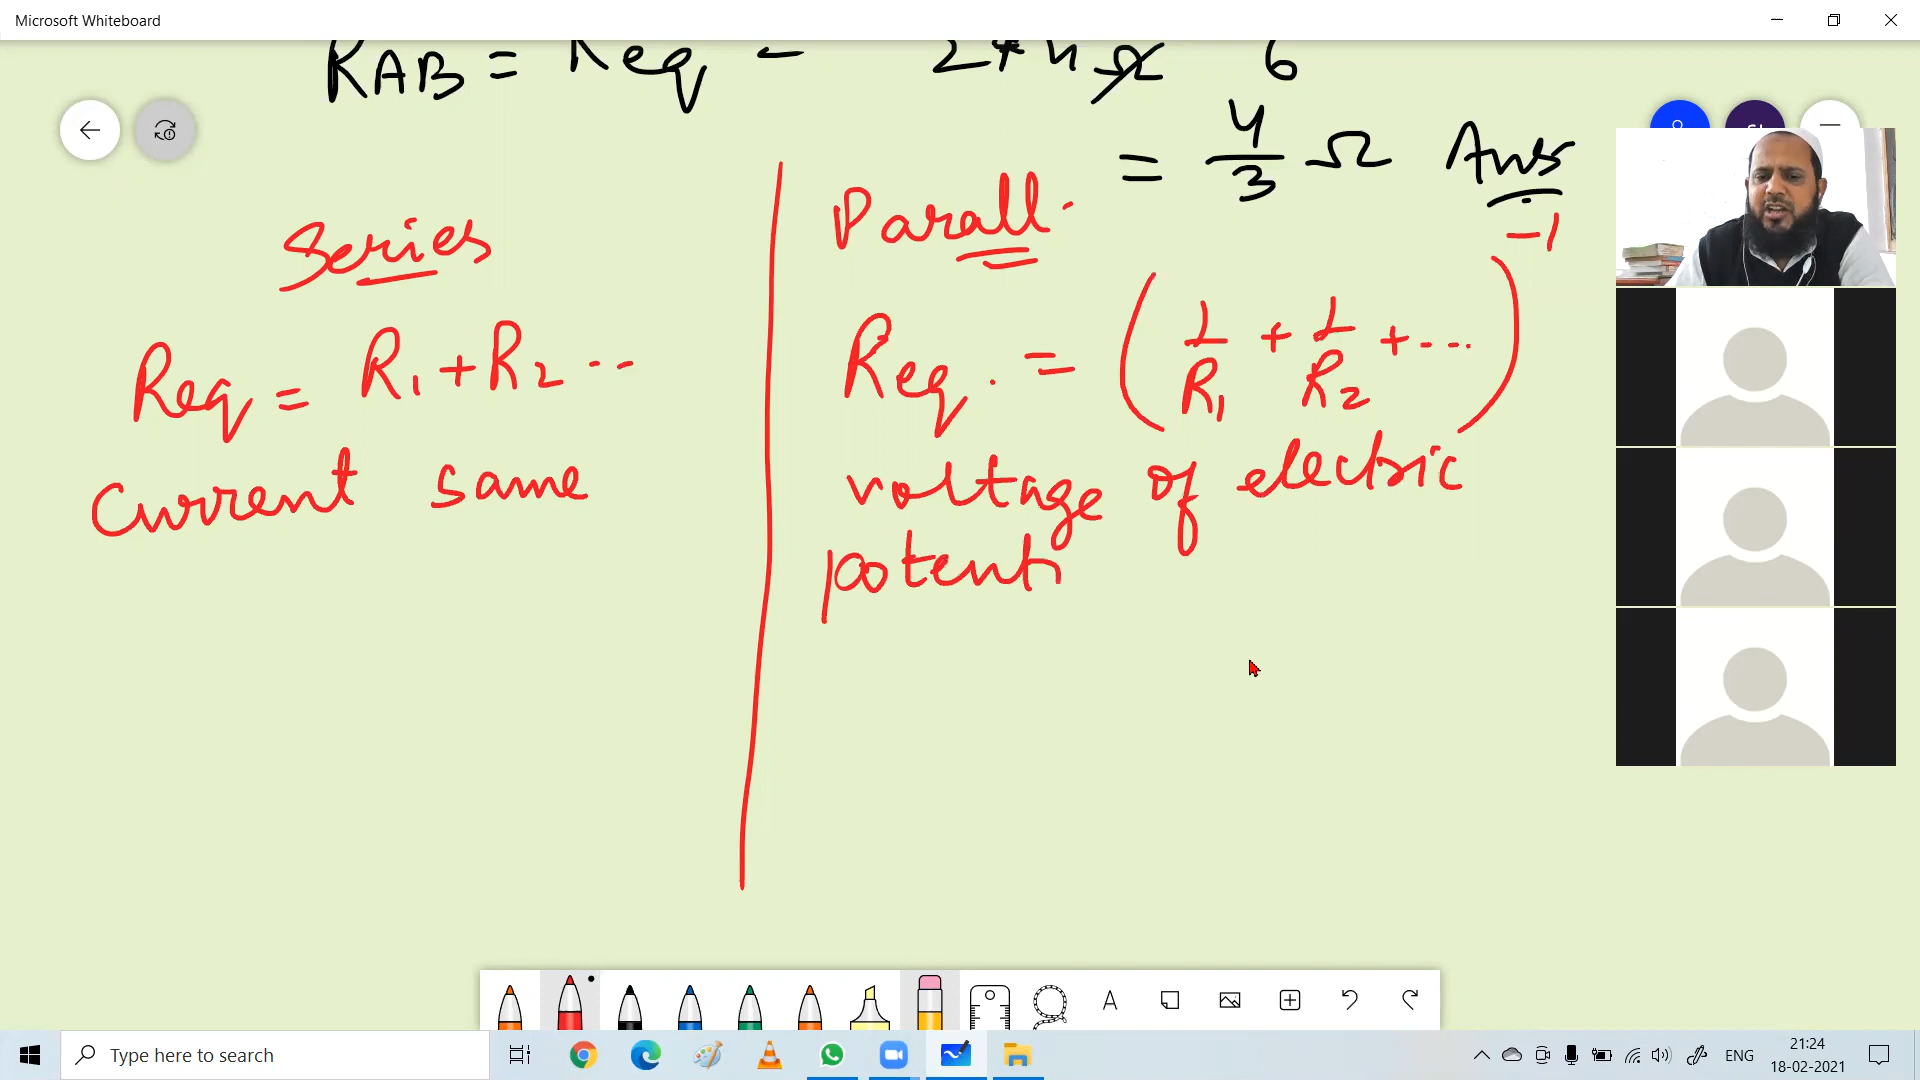 Microsoft Whiteboard
RAB = Req = 6
= 4/3 Ω Ans
Series
Req = R1 + R2 ..
Current same
Parall.
Req. = (1/R1 + 1/R2 + ...)^-1
voltage of electric
potenti
Type here to search
ENG
21:24
18-02-2021